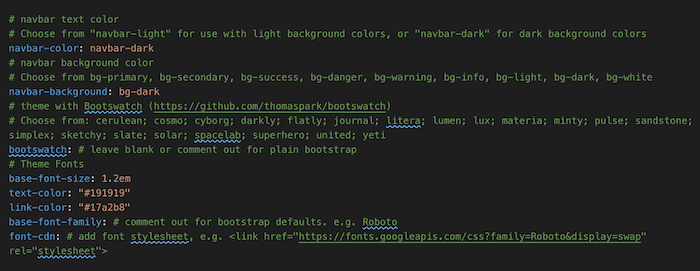 # navbar text color
# Choose from "navbar-light" for use with light background colors, or "navbar-dark" for dark background colors
navbar-color: navbar-dark
# navbar background color
# Choose from bg-primary, bg-secondary, bg-success, bg-danger, bg-warning, bg-info, bg-light, bg-dark, bg-white
navbar-background: bg-dark
# theme with Bootswatch (https://github.com/thomaspark/bootswatch)
# Choose from: cerulean; cosmo; cyborg; darkly; flatly; journal; litera; lumen; lux; materia; minty; pulse; sandstone;
simplex; sketchy; slate; solar; spacelab; superhero; united; yeti
bootswatch: # leave blank or comment out for plain bootstrap
# Theme Fonts
base-font-size: 1.2em
text-color: "#191919"
link-color: "#17a2b8"
base-font-family: # comment out for bootstrap defaults. e.g. Roboto
font-cdn: # add font stylesheet, e.g. <link href="https://fonts.googleapis.com/css?family=Roboto&display=swap"
rel="stylesheet">